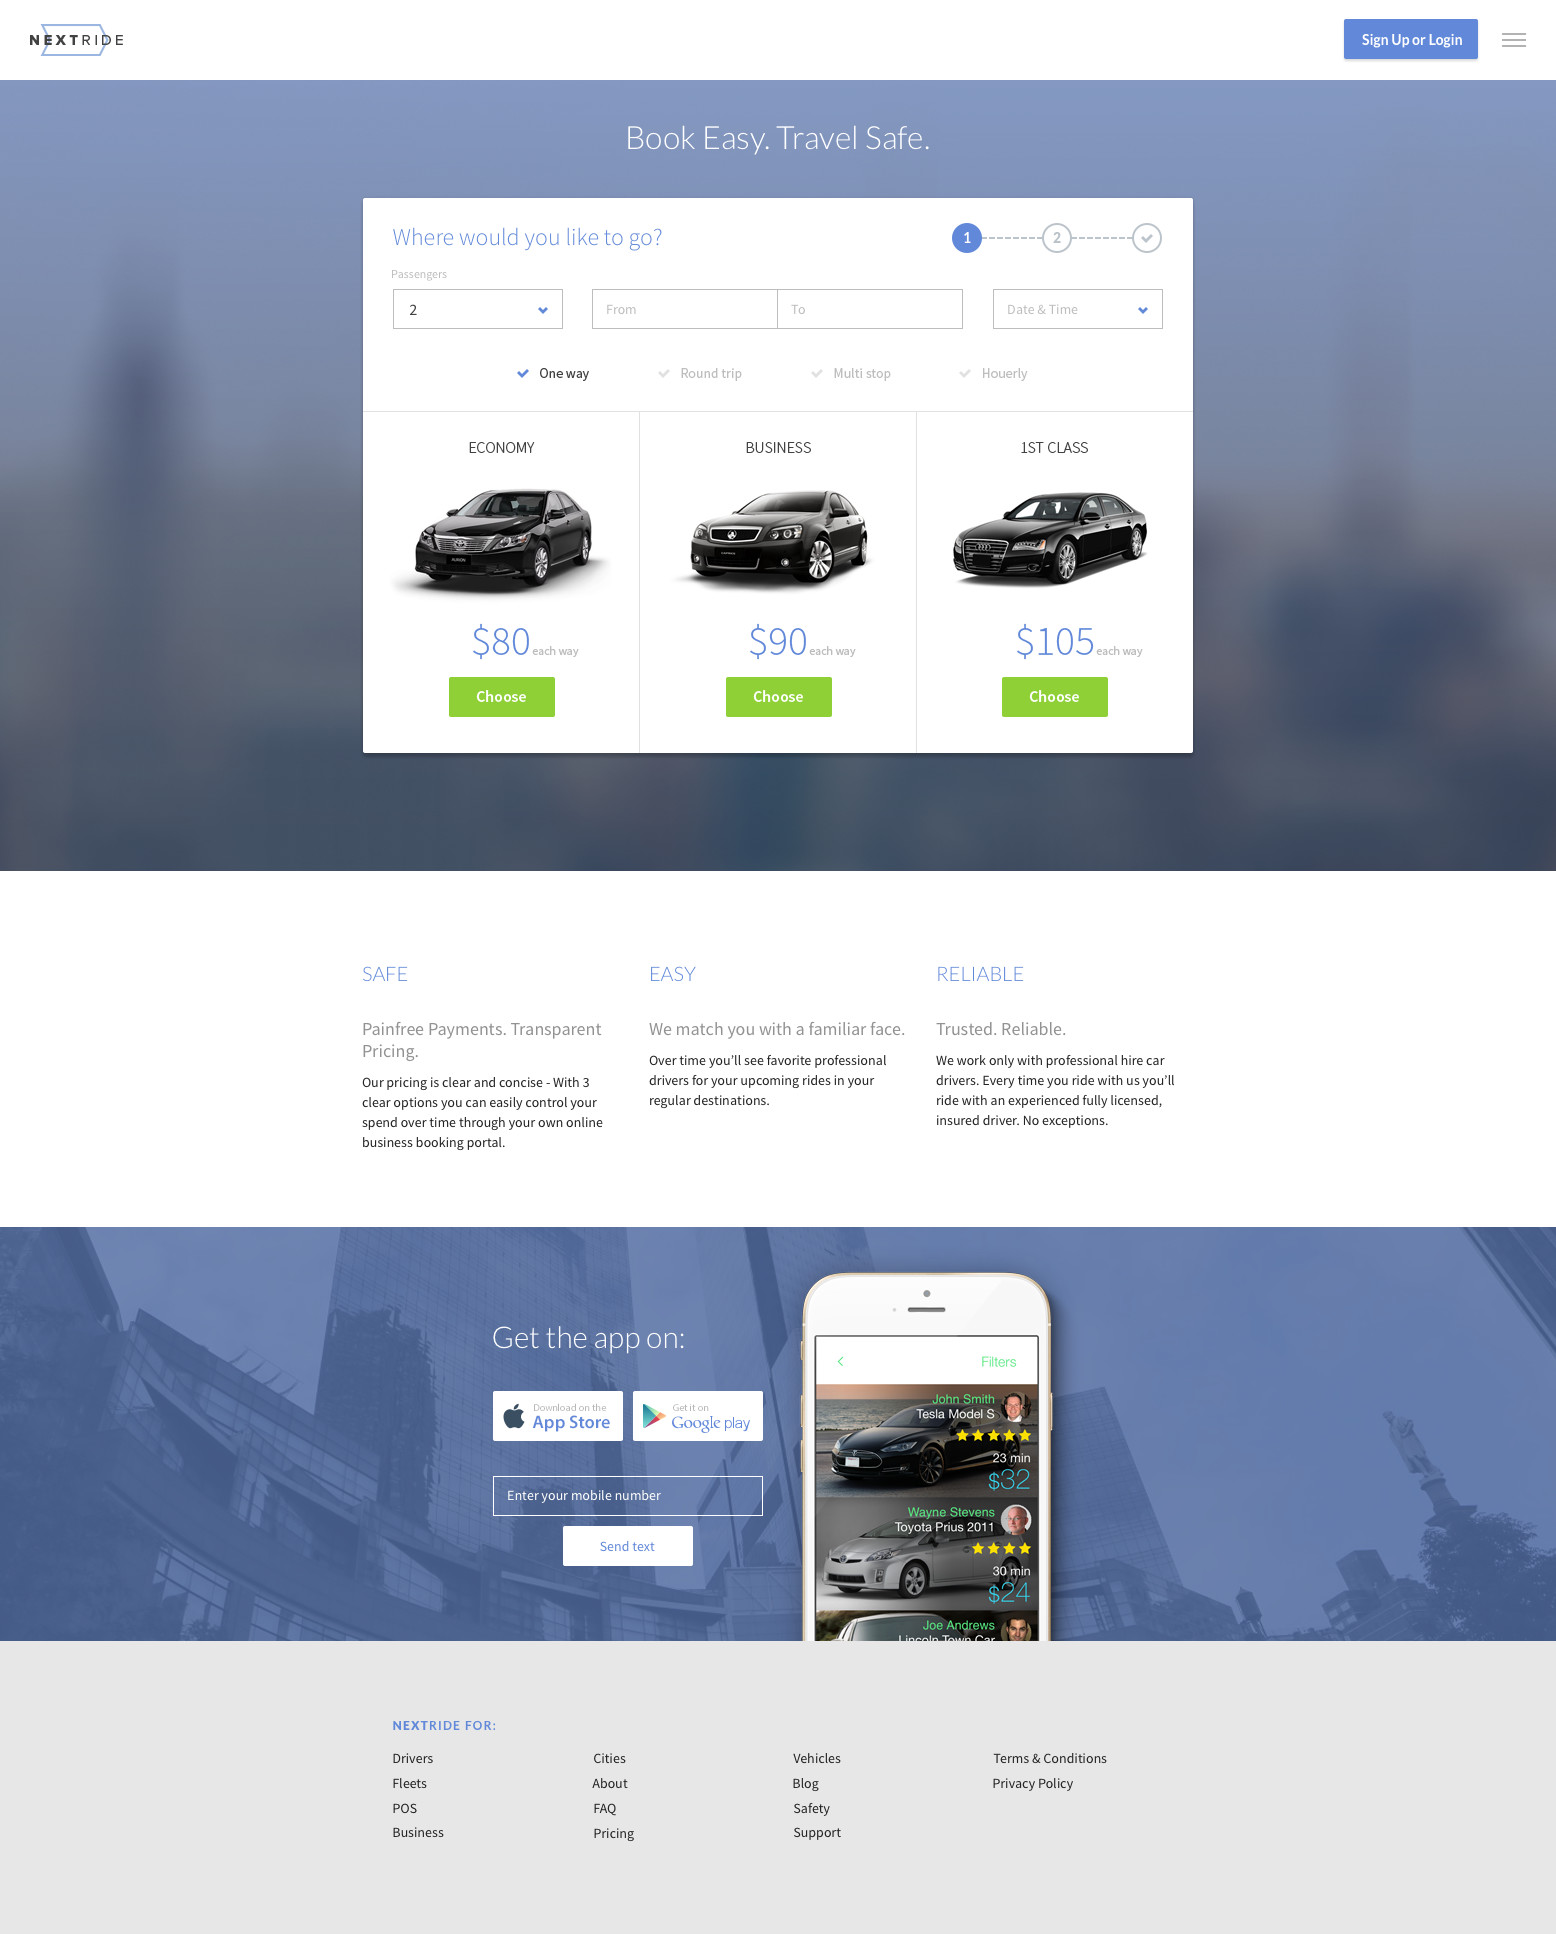 NEXTRIDE
Sign Up or Login
Book Easy. Travel Safe.
Where would you like to go?
1
2
Passengers
2
From
To
Date & Time
One way
Round trip
Multi stop
Houerly
ECONOMY
BUSINESS
1ST CLASS
$80 each way
$90 each way
$105 each way
Choose
Choose
Choose
SAFE
Painfree Payments. Transparent
Pricing.
Our pricing is clear and concise - With 3
clear options you can easily control your
spend over time through your own online
business booking portal.
EASY
We match you with a familiar face.
Over time you'll see favorite professional
drivers for your upcoming rides in your
regular destinations.
RELIABLE
Trusted. Reliable.
We work only with professional hire car
drivers. Every time you ride with us you'll
ride with an experienced fully licensed,
insured driver. No exceptions.
Get the app on:
Download on the
App Store
Get it on
Google play
Enter your mobile number
Send text
Filters
John Smith
Tesla Model S
23 min
$32
Wayne Stevens
Toyota Prius 2011
30 min
$24
Joe Andrews
Lincoln Town Car
NEXTRIDE FOR:
Drivers
Fleets
POS
Business
Cities
About
FAQ
Pricing
Vehicles
Blog
Safety
Support
Terms & Conditions
Privacy Policy